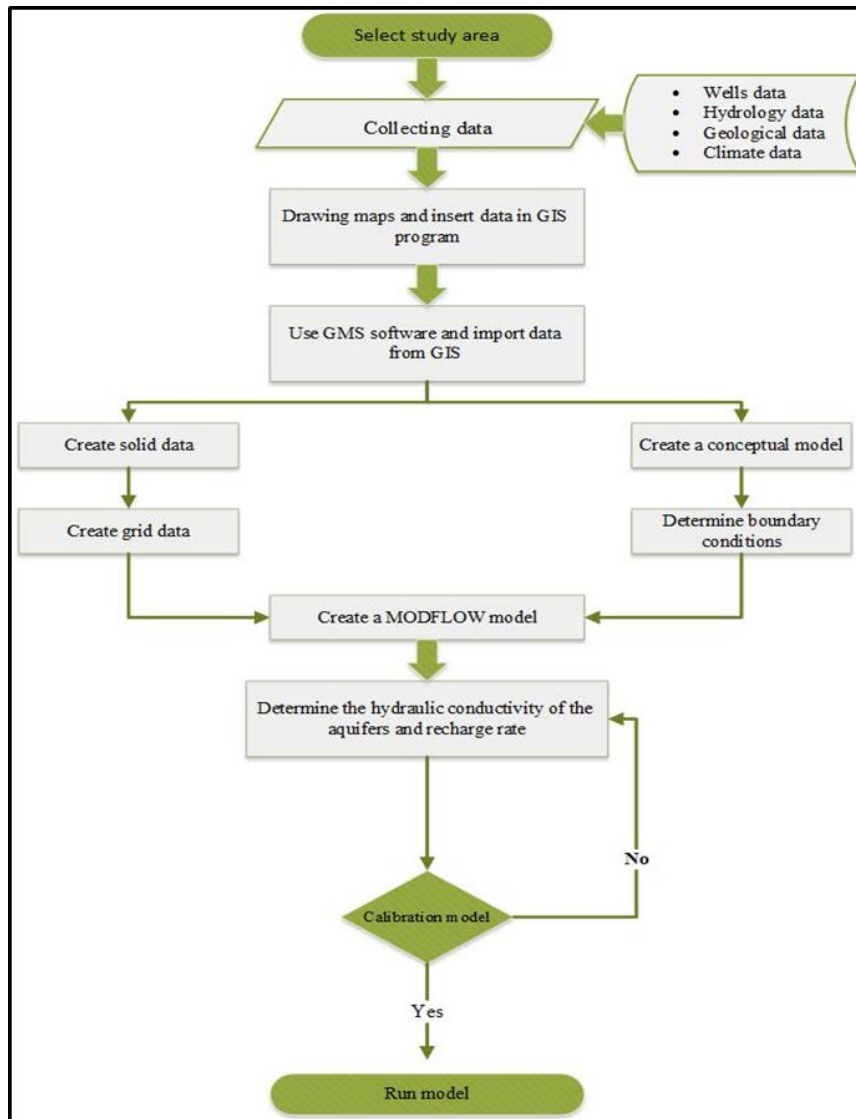 Select study area
• Wells data
• Hydrology data
• Geological data
• Climate data
Collecting data
Drawing maps and insert data in GIS
program
Use GMS software and import data
from GIS
Create solid data
Create a conceptual model
Create grid data
Determine boundary
conditions
Create a MODFLOW model
Determine the hydraulic conductivity of the
aquifers and recharge rate
No
Calibration model
Yes
Run model